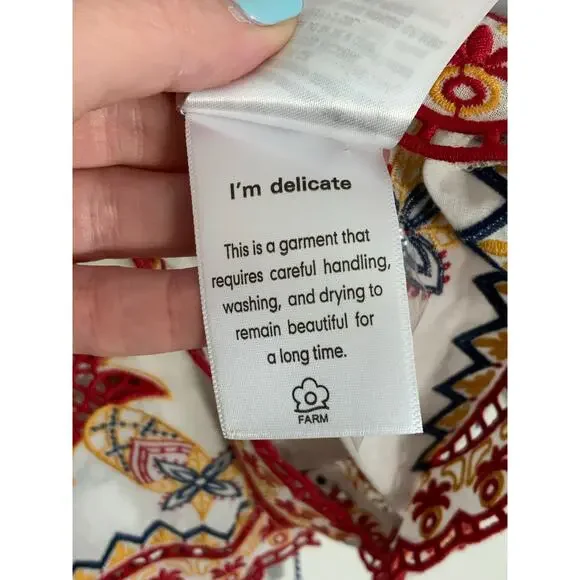 I'm delicate
This is a garment that
requires careful handling,
washing, and drying to
remain beautiful for
a long time.
FARM